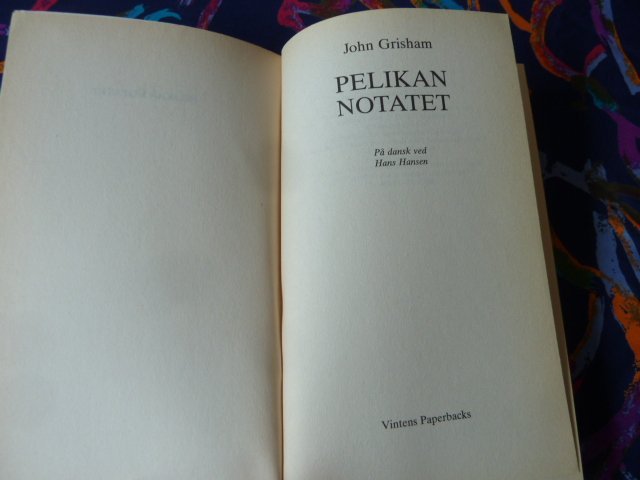 John Grisham
PELIKAN
NOTATET
På dansk ved
Hans Hansen
Vintens Paperbacks